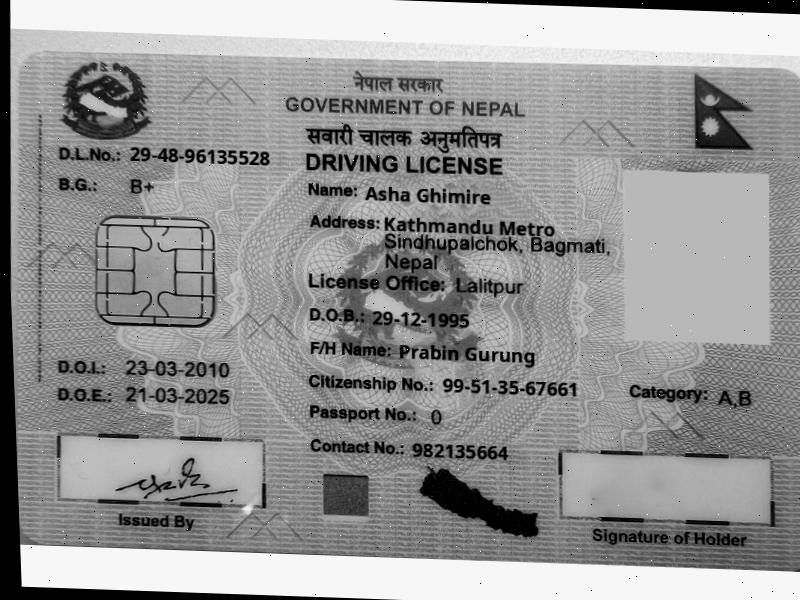 नेपाल सरकार
GOVERNMENT OF NEPAL
सवारी चालक अनुमतिपत्र
DRIVING LICENSE
D.L.No.: 29-48-96135528
B.G.: B+
Name: Asha Ghimire
Address: Kathmandu Metro
Sindhupalchok, Bagmati,
Nepal
License Office: Lalitpur
D.O.B.: 29-12-1995
F/H Name: Prabin Gurung
D.O.I.: 23-03-2010
D.O.E.: 21-03-2025
Citizenship No.: 99-51-35-67661
Category: A,B
Passport No.: 0
Contact No.: 982135664
Issued By
Signature of Holder